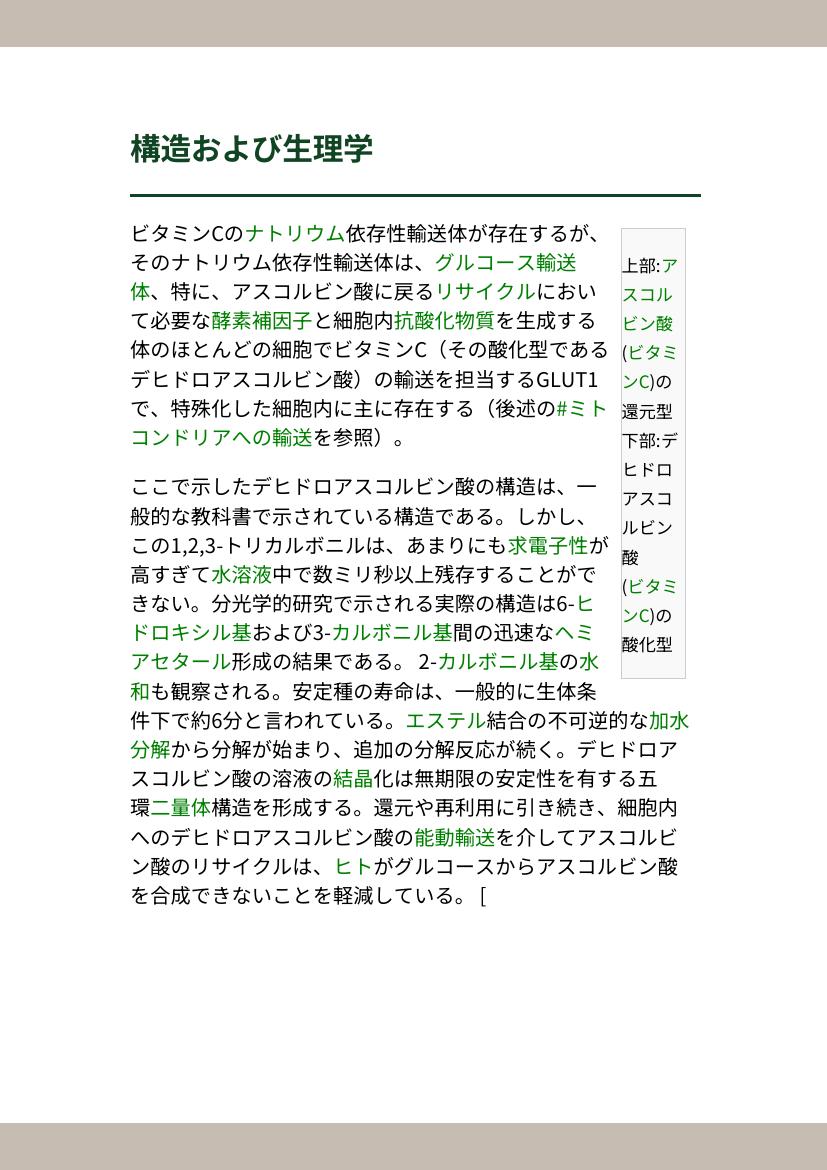 構造および生理学
ビタミンCのナトリウム依存性輸送体が存在するが、
そのナトリウム依存性輸送体は、グルコース輸送
体、特に、アスコルビン酸に戻るリサイクルにおい
て必要な酵素補因子と細胞内抗酸化物質を生成する
体のほとんどの細胞でビタミンC（その酸化型である
デヒドロアスコルビン酸）の輸送を担当するGLUT1
で、特殊化した細胞内に主に存在する（後述の#ミト
コンドリアへの輸送を参照）。
ここで示したデヒドロアスコルビン酸の構造は、一
般的な教科書で示されている構造である。しかし、
この1,2,3-トリカルボニルは、あまりにも求電子性が
高すぎて水溶液中で数ミリ秒以上残存することがで
きない。分光学的研究で示される実際の構造は6-ヒ
ドロキシル基および3-カルボニル基間の迅速なヘミ
アセタール形成の結果である。 2-カルボニル基の水
和も観察される。安定種の寿命は、一般的に生体条
件下で約6分と言われている。エステル結合の不可逆的な加水
分解から分解が始まり、追加の分解反応が続く。デヒドロア
スコルビン酸の溶液の結晶化は無期限の安定性を有する五
環二量体構造を形成する。還元や再利用に引き続き、細胞内
へのデヒドロアスコルビン酸の能動輸送を介してアスコルビ
ン酸のリサイクルは、ヒトがグルコースからアスコルビン酸
を合成できないことを軽減している。 [
上部:ア
スコル
ビン酸
(ビタミ
ンC)の
還元型
下部:デ
ヒドロ
アスコ
ルビン
酸
(ビタミ
ンC)の
酸化型